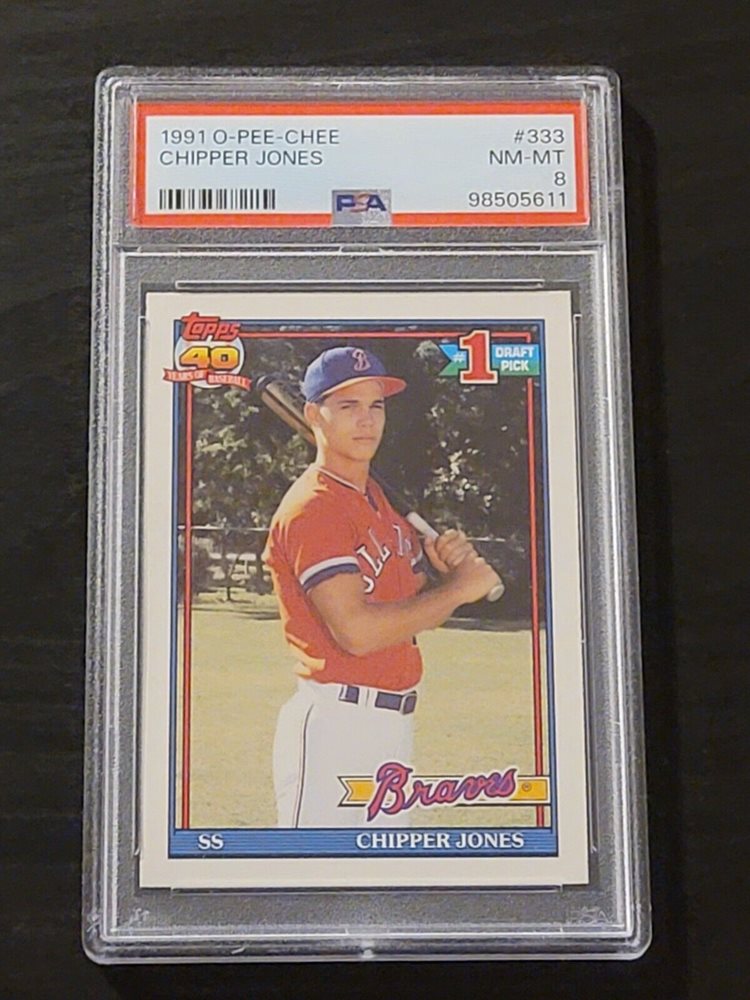 1991 O-PEE-CHEE #333
CHIPPER JONES NM-MT
8
98505611
PSA
Topps
40
YEARS OF BASEBALL
#1 DRAFT
PICK
B
Braves
SS CHIPPER JONES